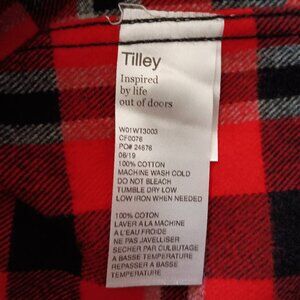 Tilley
Inspired
by life
out of doors
W01WT3003
CF0076
PO# 24676
06/19
100% COTTON
MACHINE WASH COLD
DO NOT BLEACH
TUMBLE DRY LOW
LOW IRON WHEN NEEDED
100% COTON
LAVER A LA MACHINE
A L'EAU FROIDE
NE PAS JAVELLISER
SECHER PAR CULBUTAGE
A BASSE TEMPERATURE
REPASSER A BASSE
TEMPERATURE